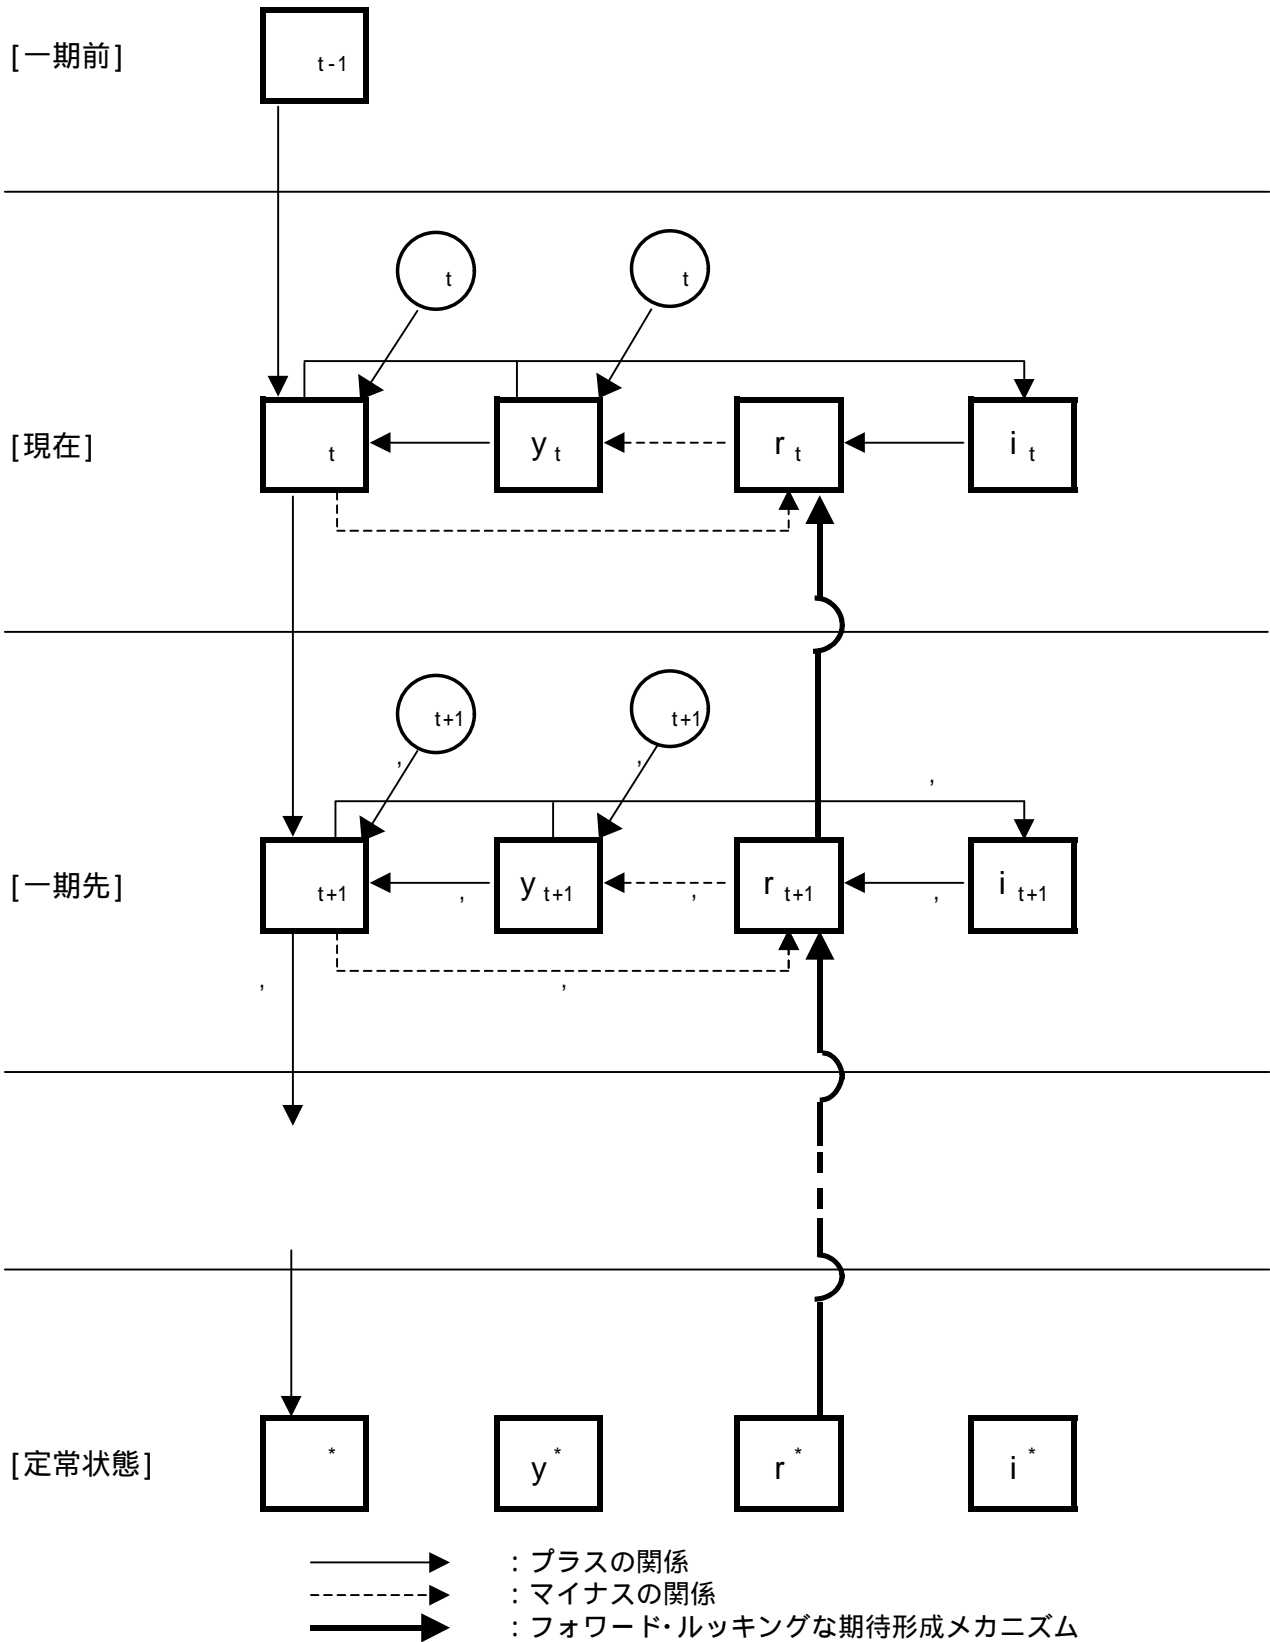 [一期前]
t-1
t
t
[現在]
t
y t
r t
i t
t+1
t+1
,
,
,
[一期先]
t+1
y t+1
r t+1
i t+1
,
,
,
,
,
[定常状態]
*
y *
r *
i *
：プラスの関係
：マイナスの関係
：フォワード・ルッキングな期待形成メカニズム